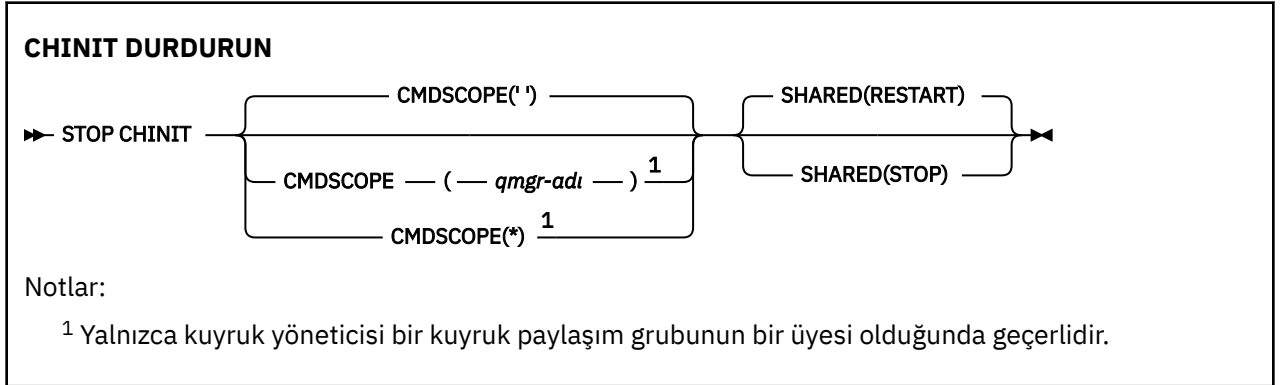 CHINIT DURDURUN
CMDSCOPE(' ')
SHARED(RESTART)
STOP CHINIT
CMDSCOPE ( qmgr-adı ) 1
SHARED(STOP)
CMDSCOPE(*) 1
Notlar:
1 Yalnızca kuyruk yöneticisi bir kuyruk paylaşım grubunun bir üyesi olduğunda geçerlidir.